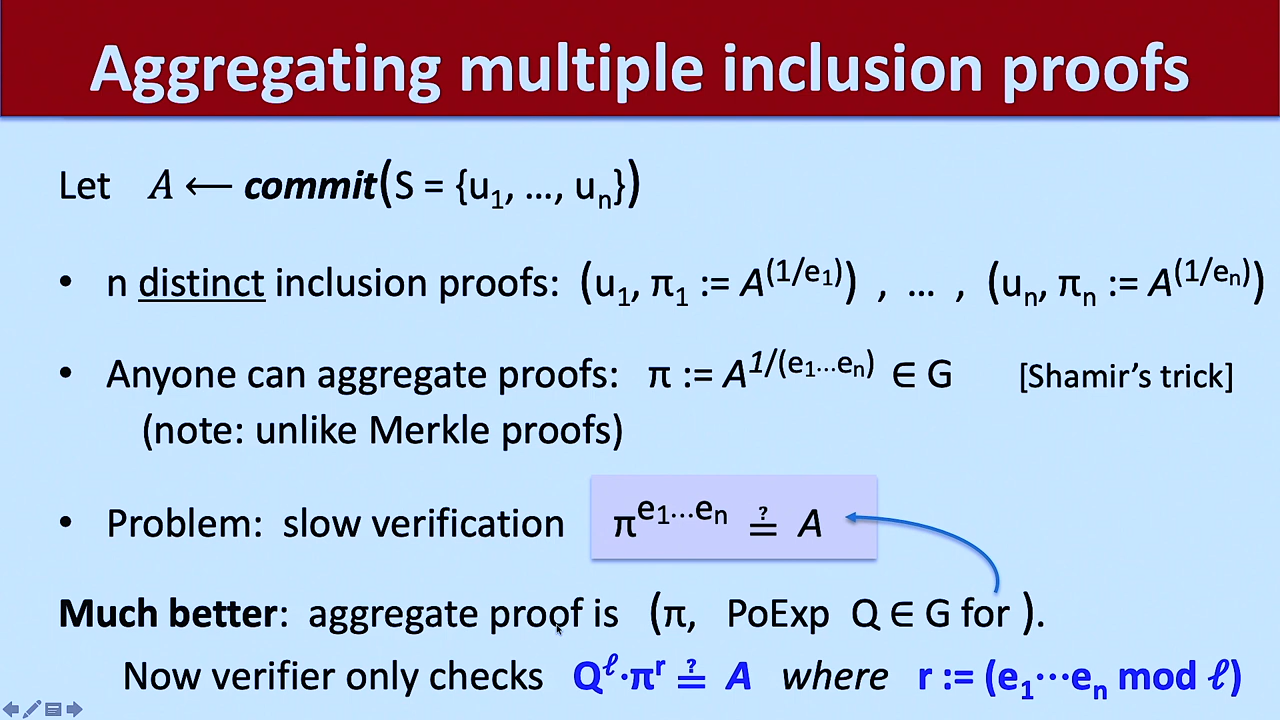 Aggregating multiple inclusion proofs
Let A ⟵ commit(S = {u₁, …, uₙ})
• n distinct inclusion proofs: (u₁, π₁ := A^(1/e₁)) , … , (uₙ, πₙ := A^(1/eₙ))
• Anyone can aggregate proofs: π := A^1/(e₁⋯eₙ) ∈ G [Shamir's trick]
(note: unlike Merkle proofs)
• Problem: slow verification π^e₁⋯eₙ ≟ A
Much better: aggregate proof is (π, PoExp Q ∈ G for ).
Now verifier only checks Q^ℓ·π^r ≟ A where r := (e₁⋯eₙ mod ℓ)